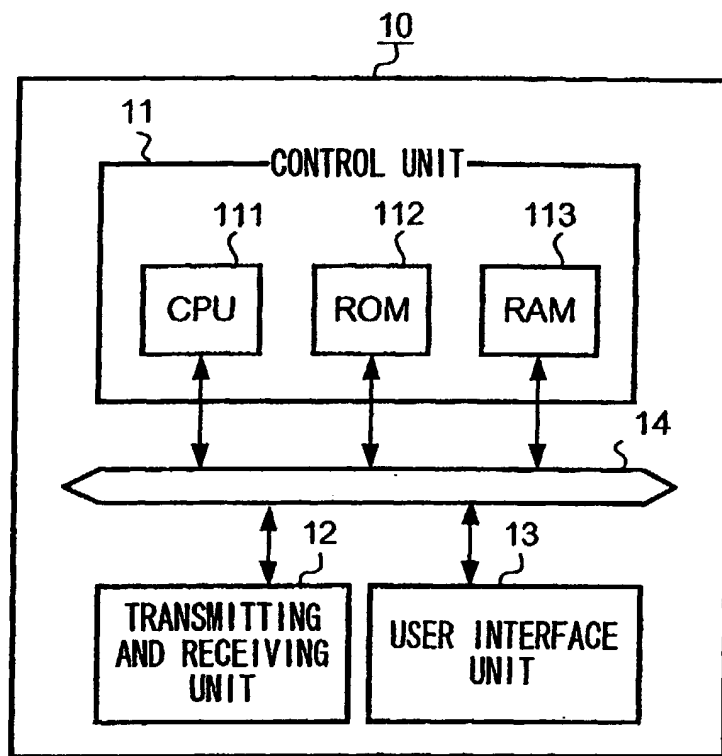 10
11
CONTROL UNIT
111
112
113
CPU
ROM
RAM
14
12
13
TRANSMITTING
AND RECEIVING
UNIT
USER INTERFACE
UNIT